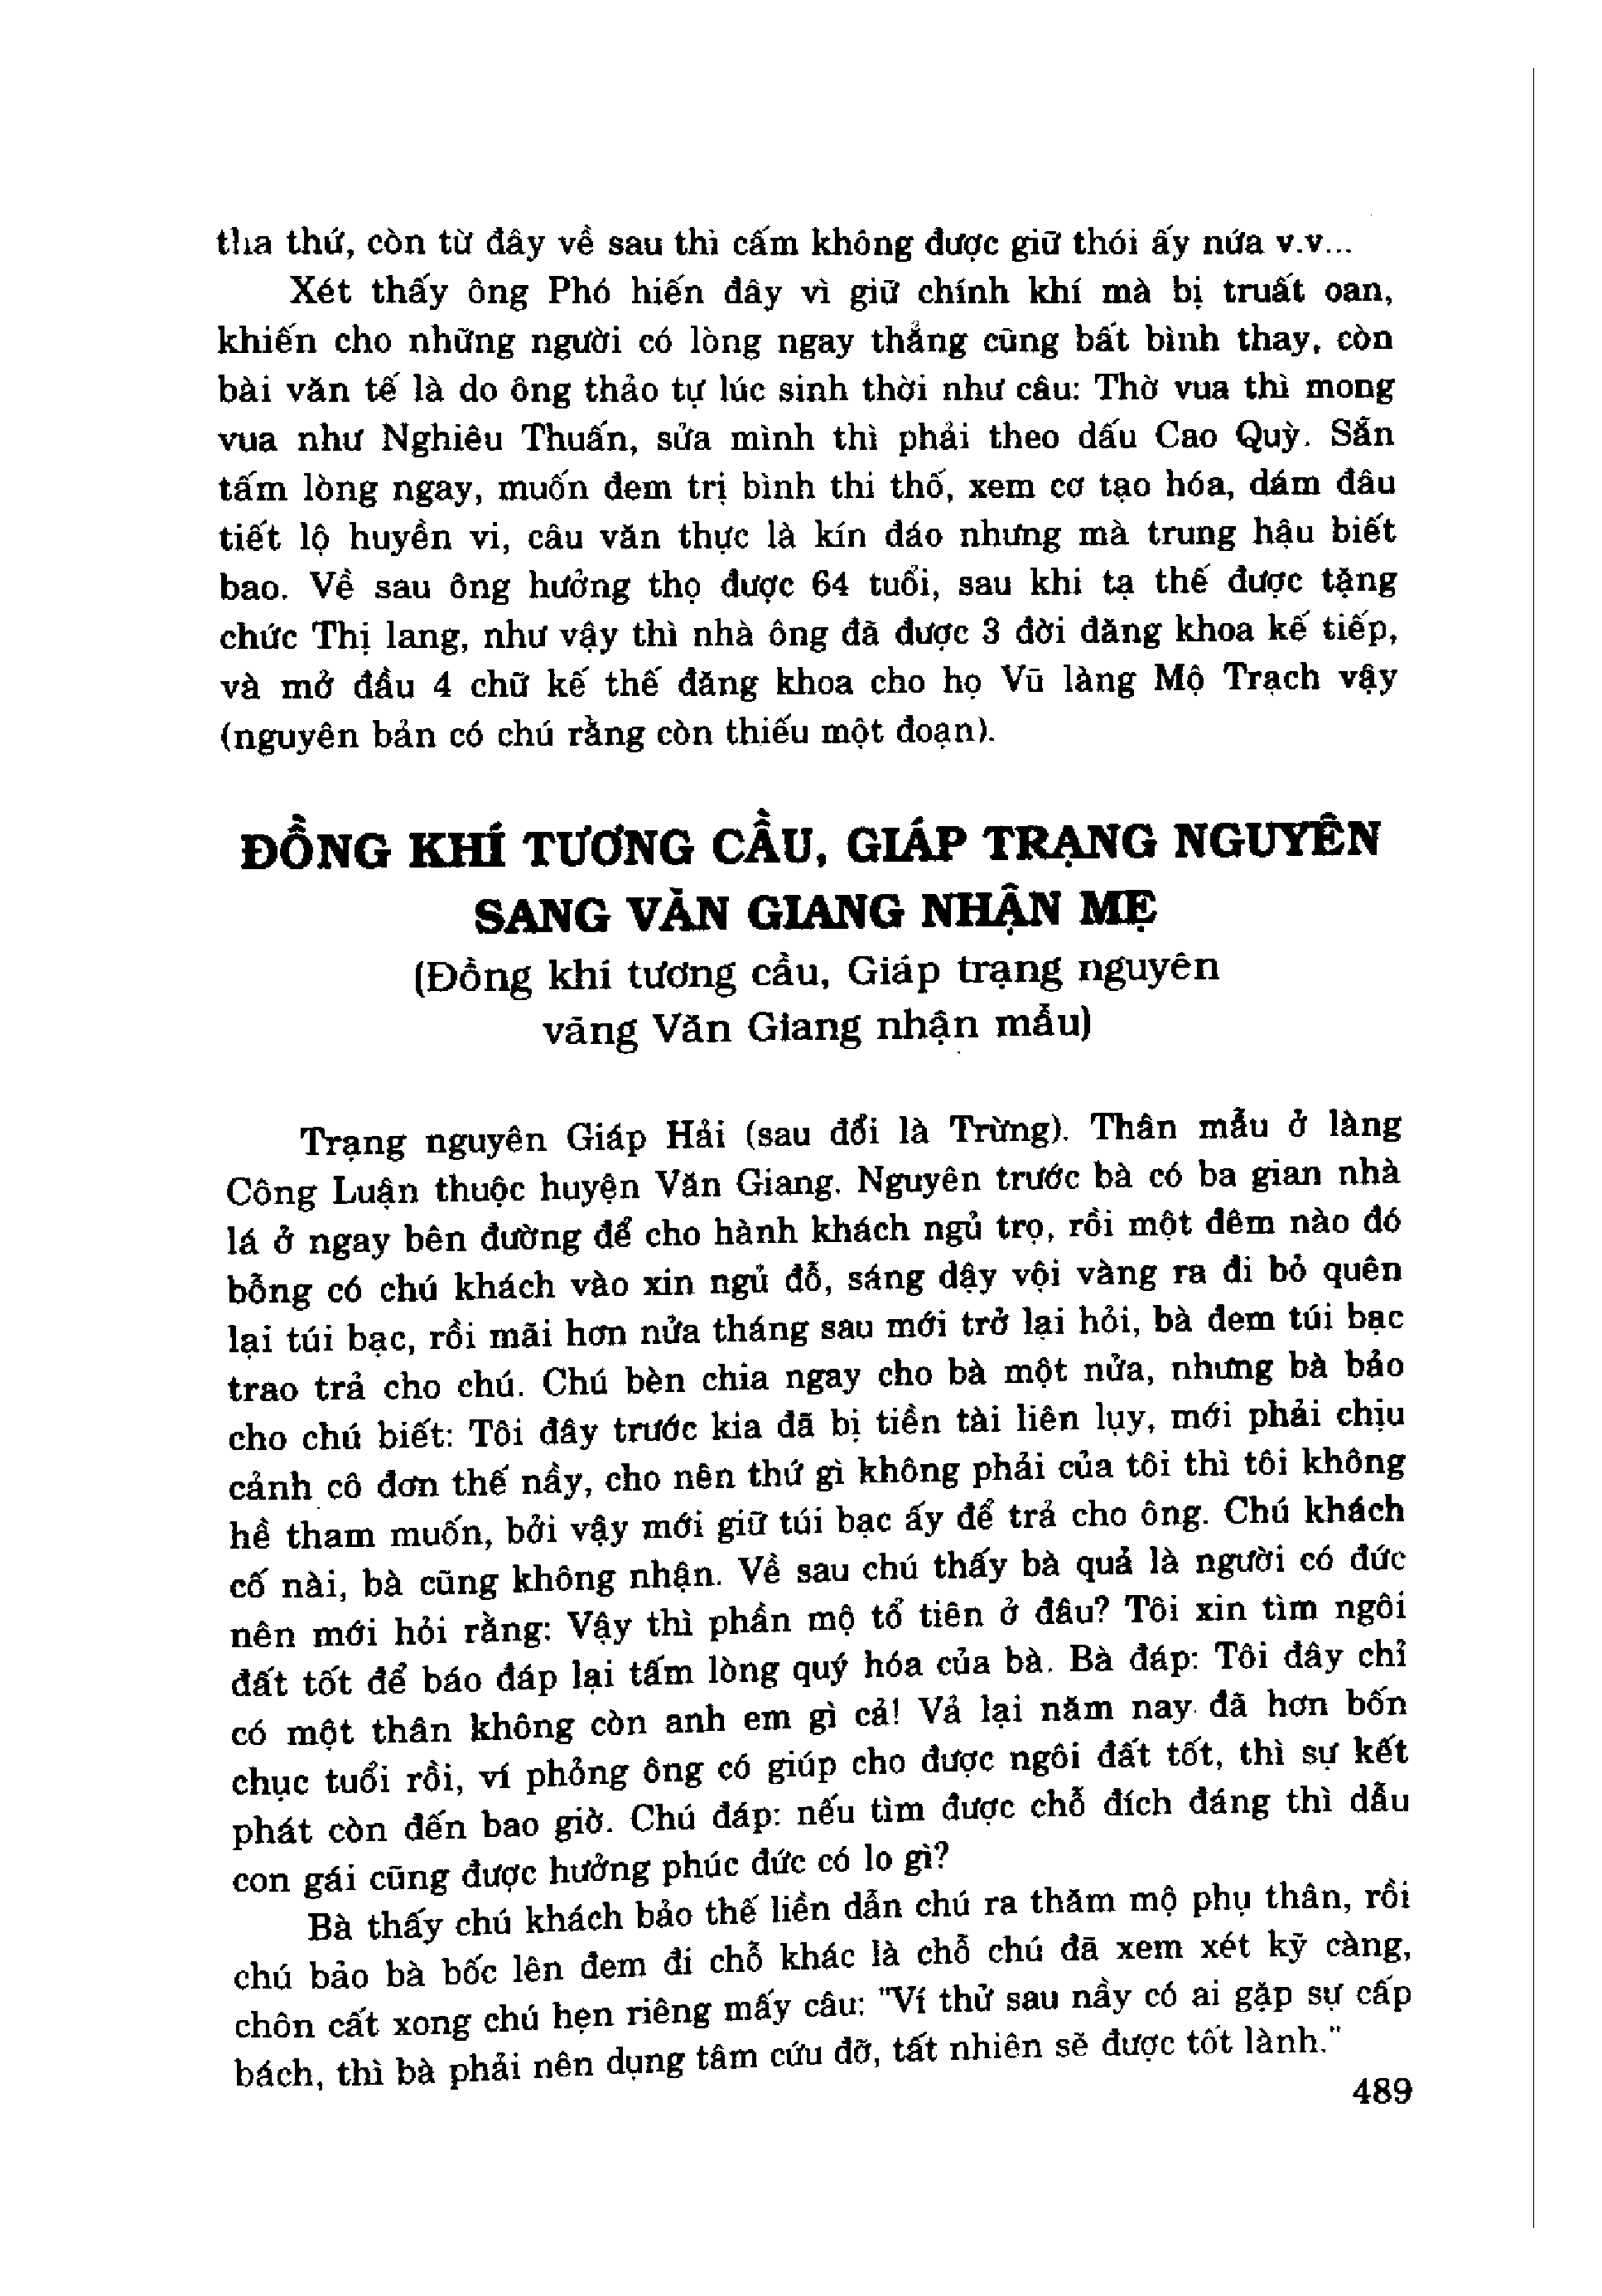 tha thứ, còn từ đây về sau thì cấm không được giữ thói ấy nứa v.v...
Xét thấy ông Phó hiến đây vì giữ chính khí mà bị truất oan,
khiến cho những người có lòng ngay thẳng cũng bất bình thay, còn
bài văn tế là do ông thảo tự lúc sinh thời như câu: Thờ vua thì mong
vua như Nghiêu Thuấn, sửa mình thì phải theo dấu Cao Quỳ. Sẵn
tấm lòng ngay, muốn đem trị bình thi thố, xem cơ tạo hóa, dám đâu
tiết lộ huyền vi, câu văn thực là kín đáo nhưng mà trung hậu biết
bao. Về sau ông hưởng thọ được 64 tuổi, sau khi tạ thế được tặng
chức Thị lang, như vậy thì nhà ông đã được 3 đời đăng khoa kế tiếp,
và mở đầu 4 chữ kế thế đăng khoa cho họ Vũ làng Mộ Trạch vậy
(nguyên bản có chú rằng còn thiếu một đoạn).
ĐỒNG KHÍ TƯƠNG CẦU, GIÁP TRẠNG NGUYÊN
SANG VĂN GIANG NHẬN MẸ
(Đồng khí tương cầu, Giáp trạng nguyên
vãng Văn Giang nhận mẫu)
Trạng nguyên Giáp Hải (sau đổi là Trừng). Thân mẫu ở làng
Công Luận thuộc huyện Văn Giang. Nguyên trước bà có ba gian nhà
lá ở ngay bên đường để cho hành khách ngủ trọ, rồi một đêm nào đó
bỗng có chú khách vào xin ngủ đỗ, sáng dậy vội vàng ra đi bỏ quên
lại túi bạc, rồi mãi hơn nửa tháng sau mới trở lại hỏi, bà đem túi bạc
trao trả cho chú. Chú bèn chia ngay cho bà một nửa, nhưng bà bảo
cho chú biết: Tôi đây trước kia đã bị tiền tài liên lụy, mới phải chịu
cảnh cô đơn thế nầy, cho nên thứ gì không phải của tôi thì tôi không
hề tham muốn, bởi vậy mới giữ túi bạc ấy để trả cho ông. Chú khách
cố nài, bà cũng không nhận. Về sau chú thấy bà quả là người có đức
nên mới hỏi rằng: Vậy thì phần mộ tổ tiên ở đâu? Tôi xin tìm ngôi
đất tốt để báo đáp lại tấm lòng quý hóa của bà. Bà đáp: Tôi đây chỉ
có một thân không còn anh em gì cả! Vả lại năm nay đã hơn bốn
chục tuổi rồi, ví phỏng ông có giúp cho được ngôi đất tốt, thì sự kết
phát còn đến bao giờ. Chú đáp: nếu tìm được chỗ đích đáng thì dẫu
con gái cũng được hưởng phúc đức có lo gì?
Bà thấy chú khách bảo thế liền dẫn chú ra thăm mộ phụ thân, rồi
chú bảo bà bốc lên đem đi chỗ khác là chỗ chú đã xem xét kỹ càng,
chôn cất xong chú hẹn riêng mấy câu: "Ví thử sau nầy có ai gặp sự cấp
bách, thì bà phải nên dụng tâm cứu đỡ, tất nhiên sẽ được tốt lành."
489